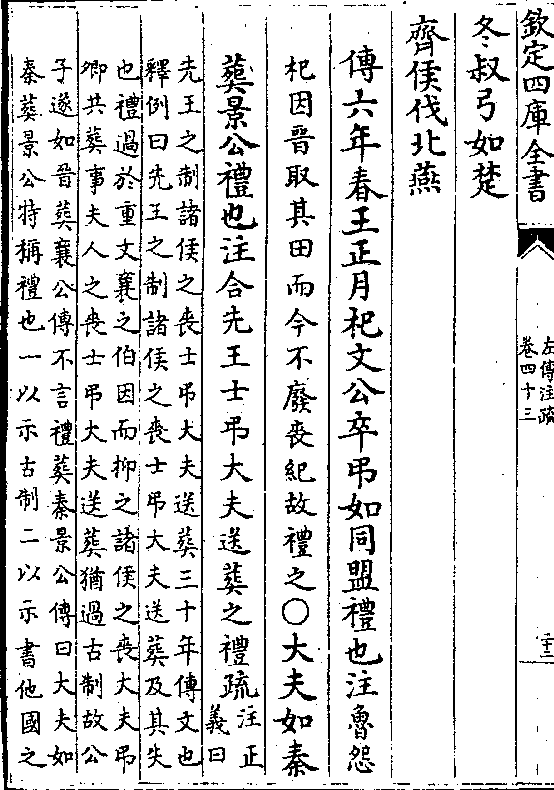 欽定四庫全書
左傳注疏
卷四十三
二十二
冬叔弓如楚
齊侯伐北燕
傳六年春王正月杞文公卒弔如同盟禮也注魯怨
杞因晉取其田而今不廢喪紀故禮之○大夫如秦
葬景公禮也注合先王士弔大夫送葬之禮疏注正
義曰
先王之制諸侯之喪士弔大夫送葬三十年傳文也
釋例曰先王之制諸侯之喪士弔大夫送葬及其失
也禮過於重文襄之伯因而抑之諸侯之喪大夫弔
卿共葬事夫人之喪士弔大夫送葬猶過古制故公
子遂如晉葬襄公傳不言禮葬秦景公傳曰大夫如
秦葬景公特稱禮也一以示古制二以示書他國之